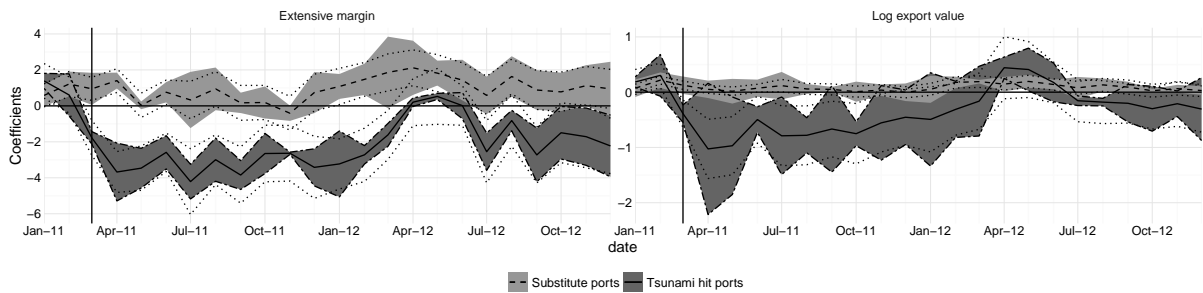 Extensive margin
Log export value
Coefficients
4
2
0
−2
−4
−6
1
0
−1
−2
Jan−11 Apr−11 Jul−11 Oct−11 Jan−12 Apr−12 Jul−12 Oct−12
Jan−11 Apr−11 Jul−11 Oct−11 Jan−12 Apr−12 Jul−12 Oct−12
date
Substitute ports Tsunami hit ports